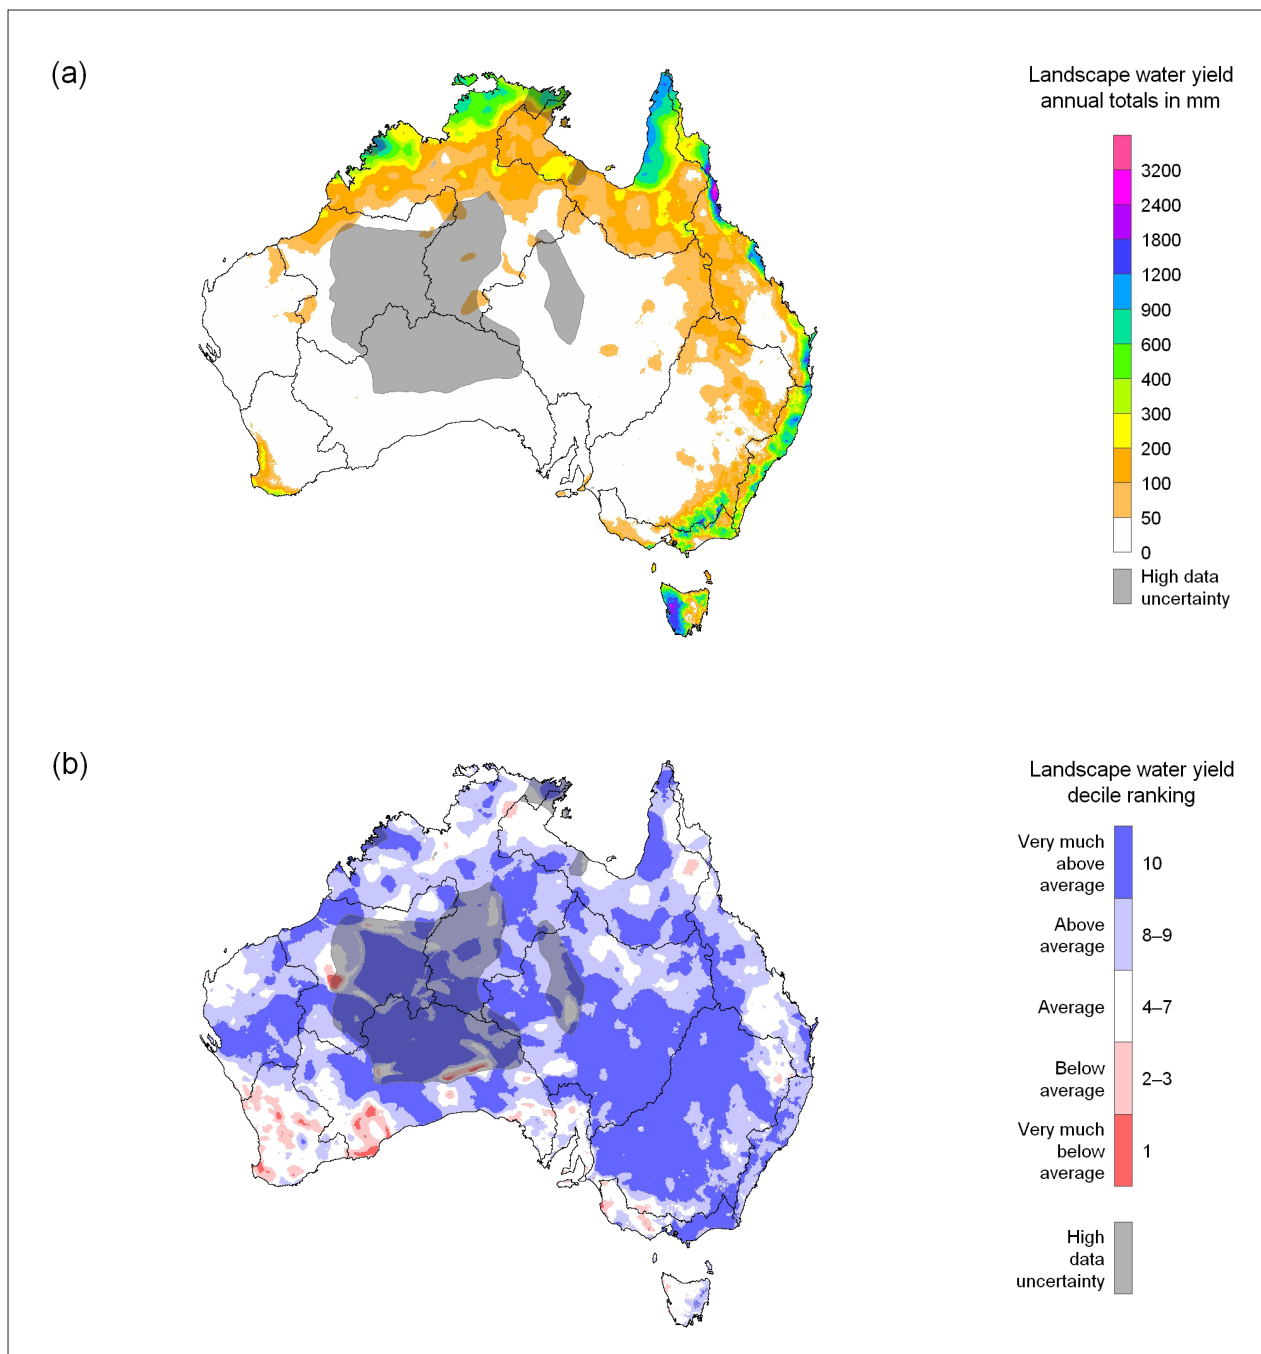 (a)
Landscape water yield
annual totals in mm
3200
2400
1800
1200
900
600
400
300
200
100
50
0
High data
uncertainty
(b)
Landscape water yield
decile ranking
Very much
above
average
10
Above
average
8–9
Average
4–7
Below
average
2–3
Very much
below
average
1
High
data
uncertainty